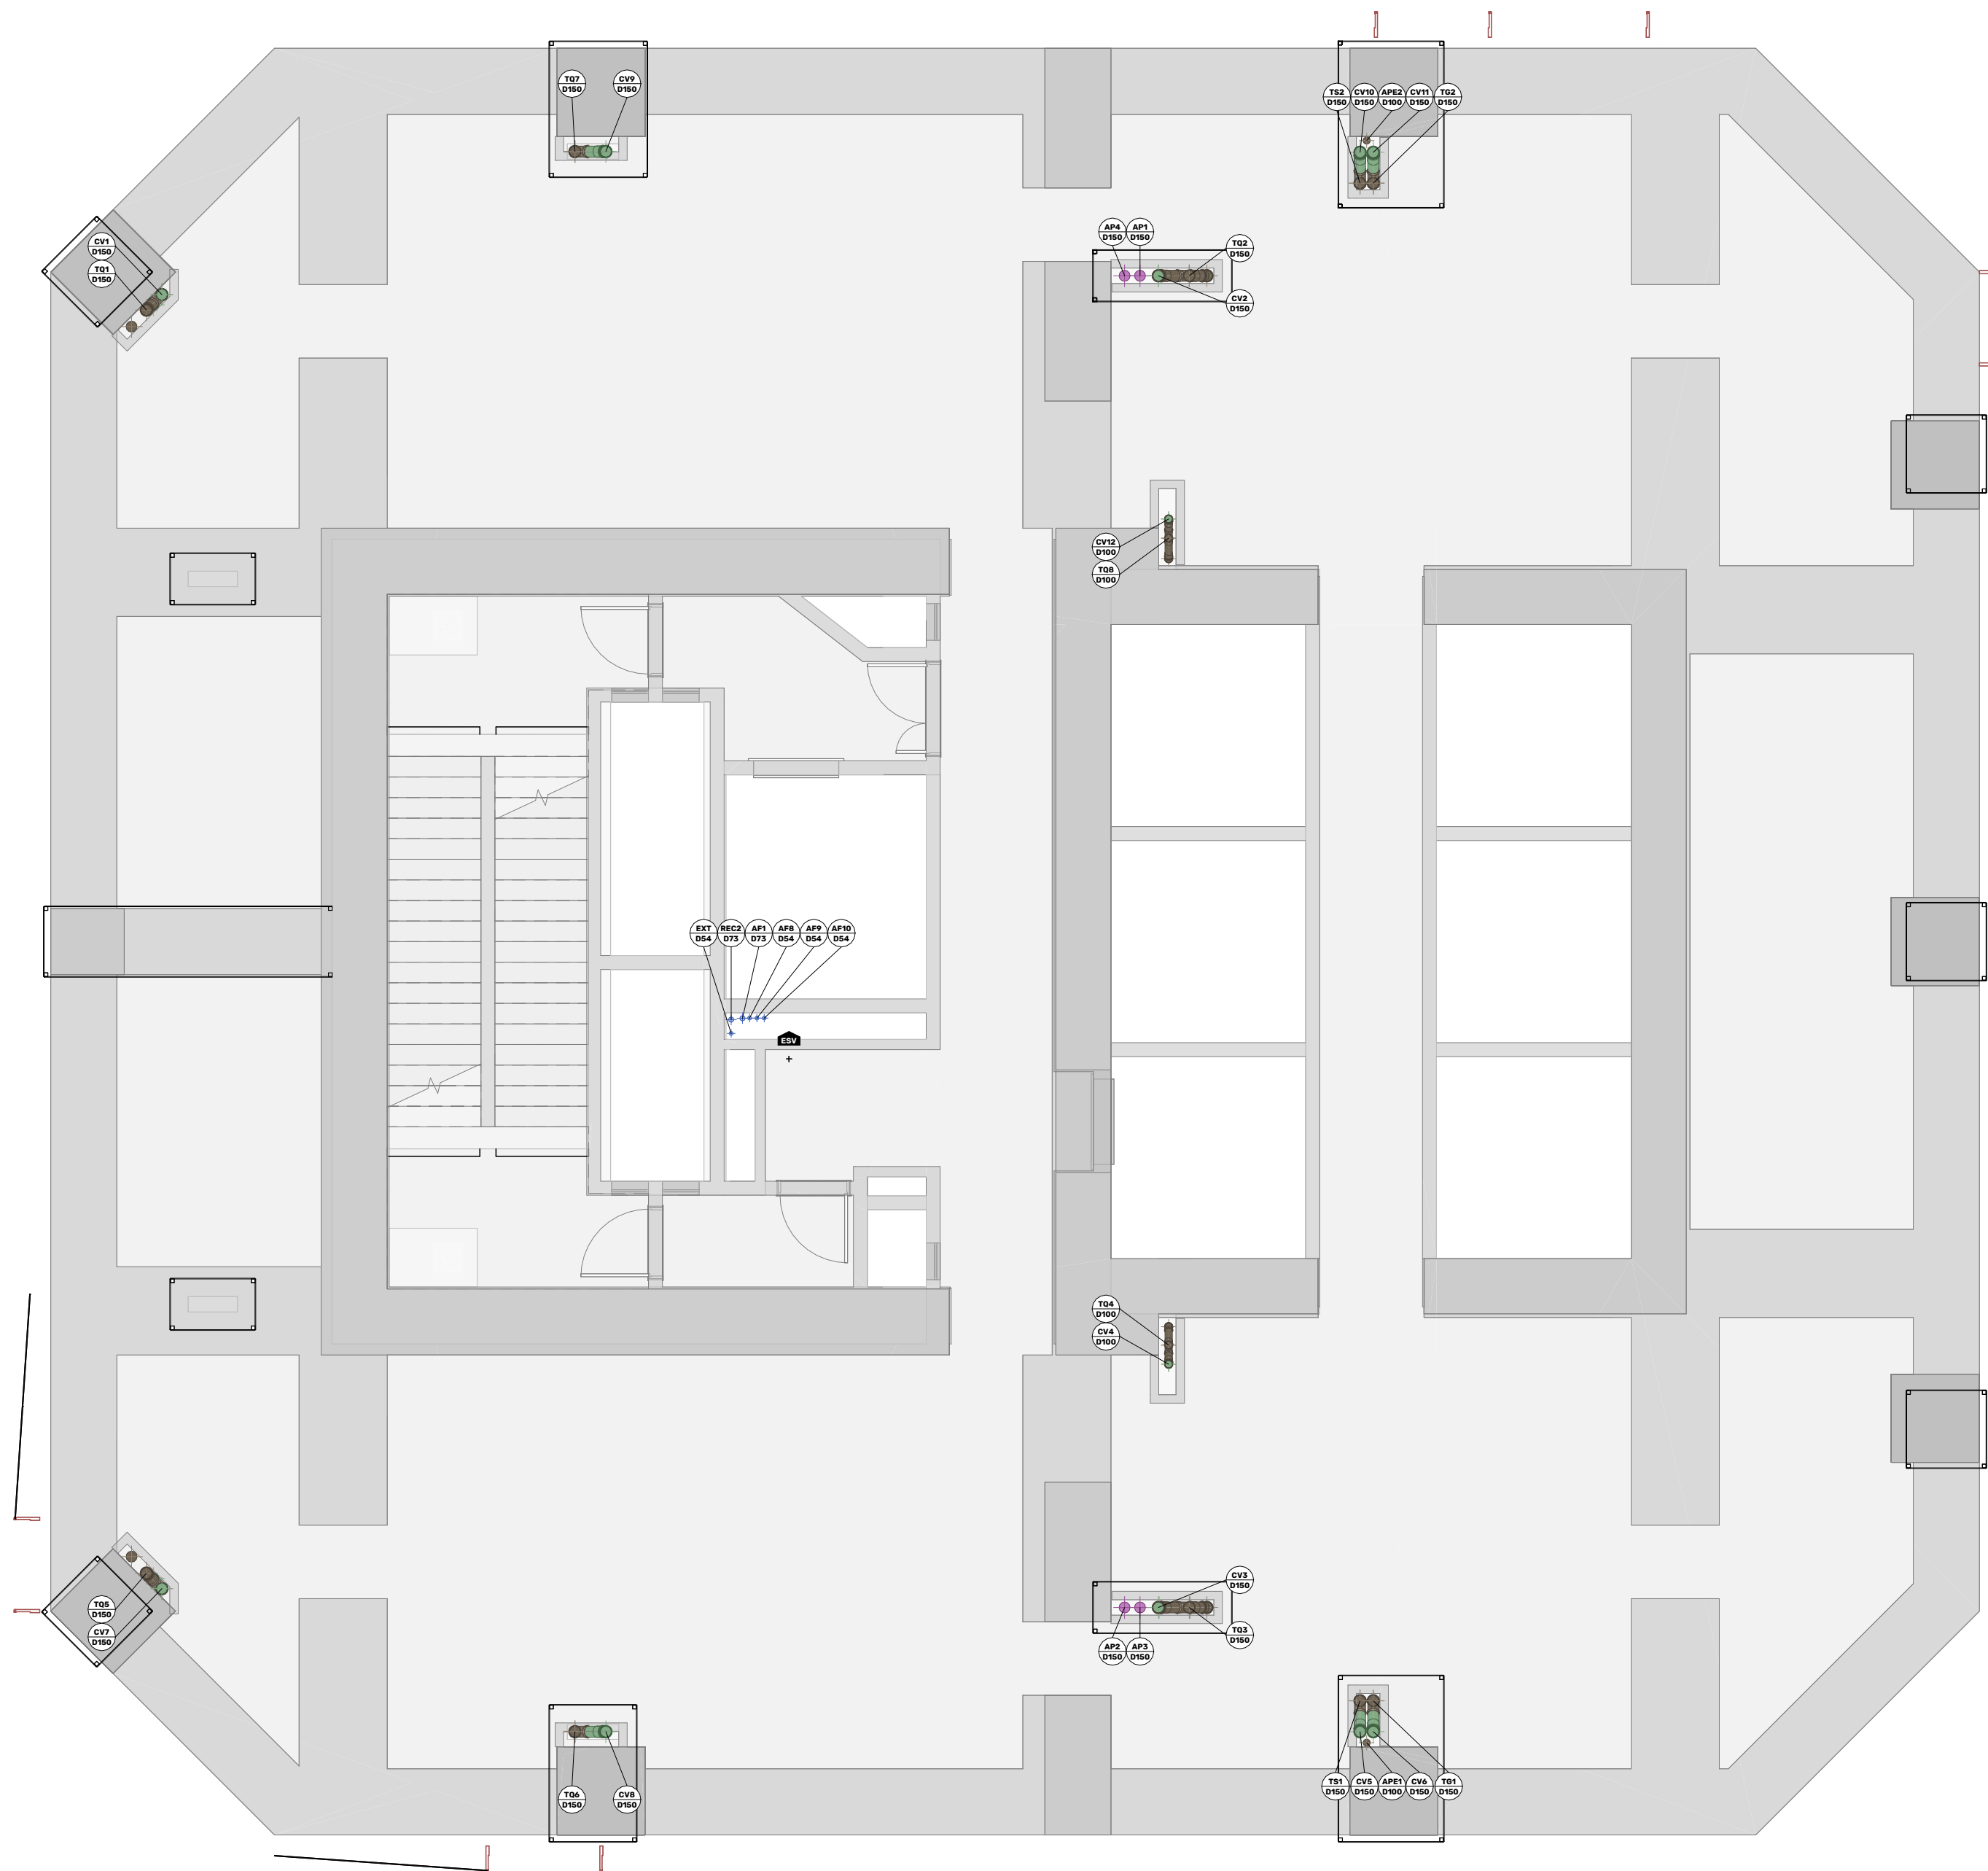 TQ7
D150
CV9
D150
TS2
D150
CV10
D150
APE2
D100
CV11
D150
TG2
D150
CV1
D150
TQ1
D150
AP4
D150
AP1
D150
TQ2
D150
CV2
D150
CV12
D100
TQ8
D100
EXT
D54
REC2
D73
AF1
D73
AF8
D54
AF9
D54
AF10
D54
ESV
TQ4
D100
CV4
D100
TQ5
D150
CV7
D150
CV3
D150
TQ3
D150
AP2
D150
AP3
D150
TQ6
D150
CV8
D150
TS1
D150
CV5
D150
APE1
D100
CV6
D150
TG1
D150